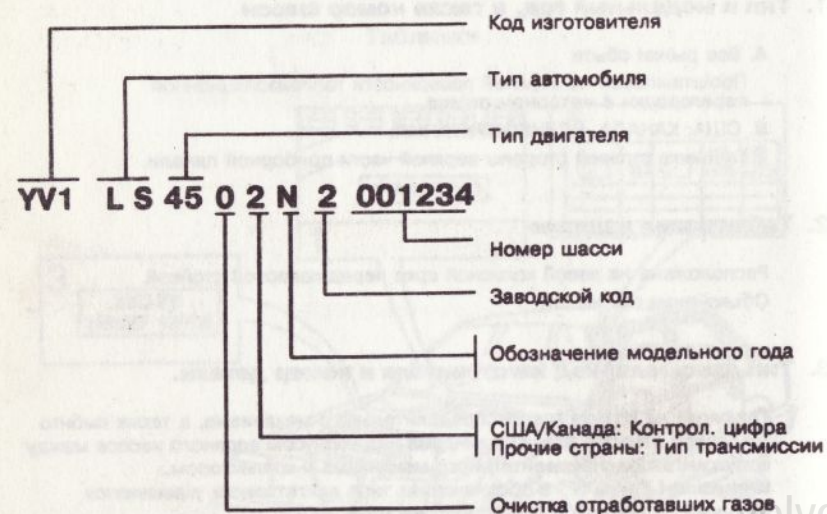 Код изготовителя
Тип автомобиля
Тип двигателя
YV1 L S 45 0 2 N 2 001234
Номер шасси
Заводской код
Обозначение модельного года
США/Канада: Контрол. цифра
Прочие страны: Тип трансмиссии
Очистка отработавших газов